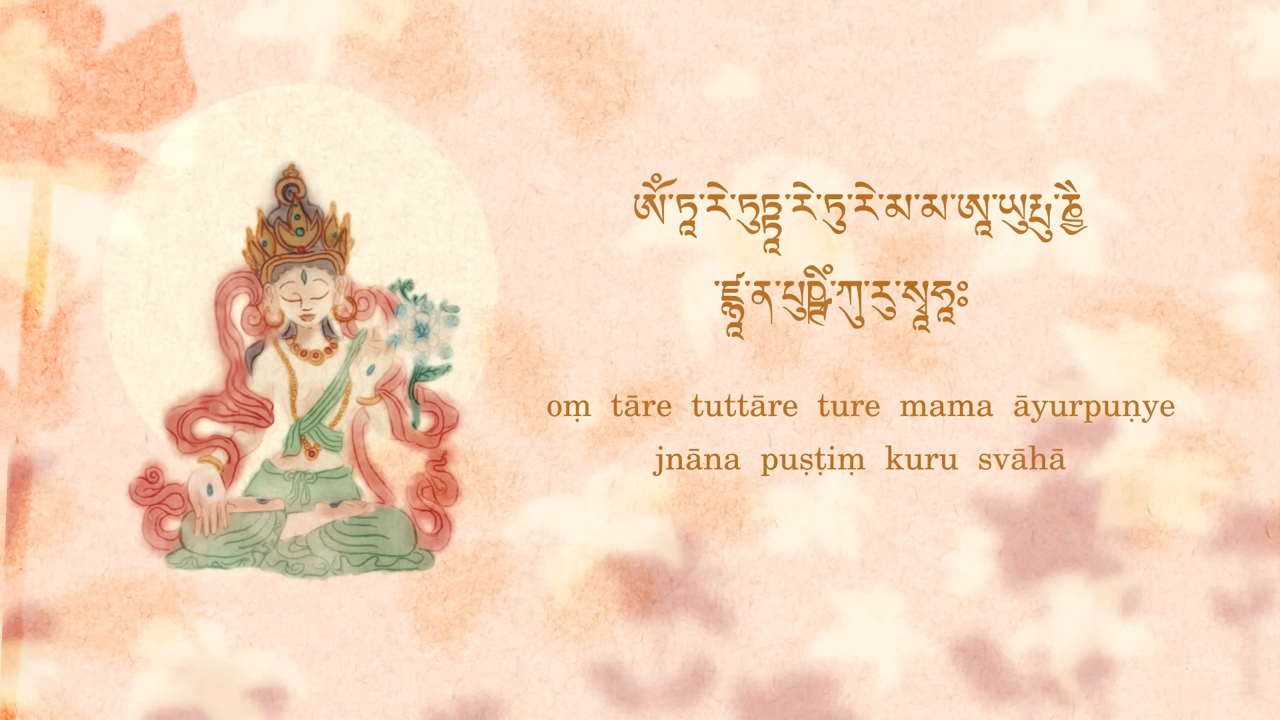 ཨོཾ་ཏཱ་རེ་ཏུཏྟཱ་རེ་ཏུ་རེ་མ་མ་ཨཱ་ཡུརྤུ་ཎྱེ
་ཛྙཱ་ན་པུཥྚིཾ་ཀུ་རུ་སྭཱ་ཧཱཿ
oṃ tāre tuttāre ture mama āyurpuṇye
jnāna puṣṭiṃ kuru svāhā